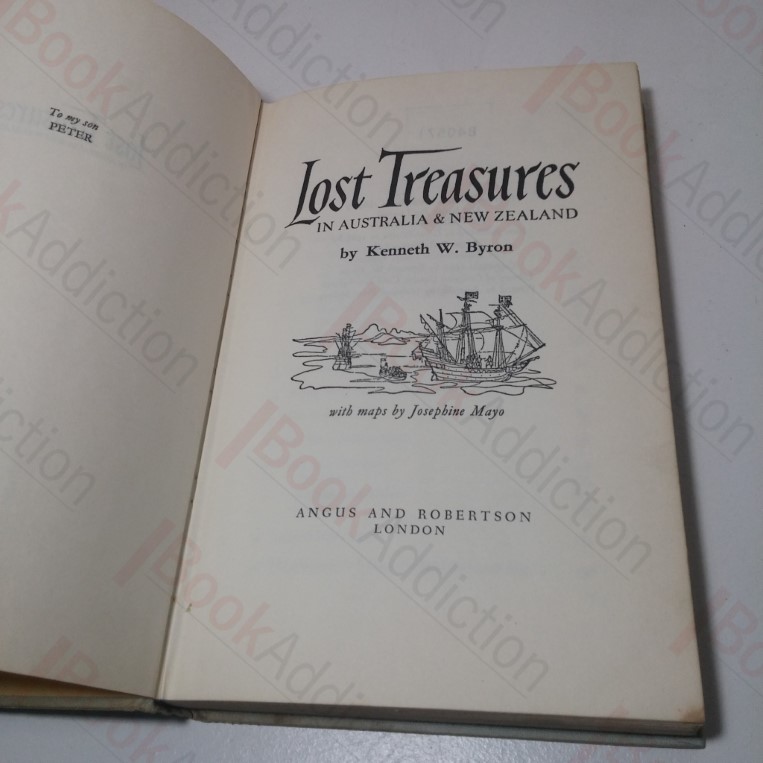 To my son
PETER
Lost Treasures
IN AUSTRALIA & NEW ZEALAND
by Kenneth W. Byron
with maps by Josephine Mayo
ANGUS AND ROBERTSON
LONDON
BookAddiction